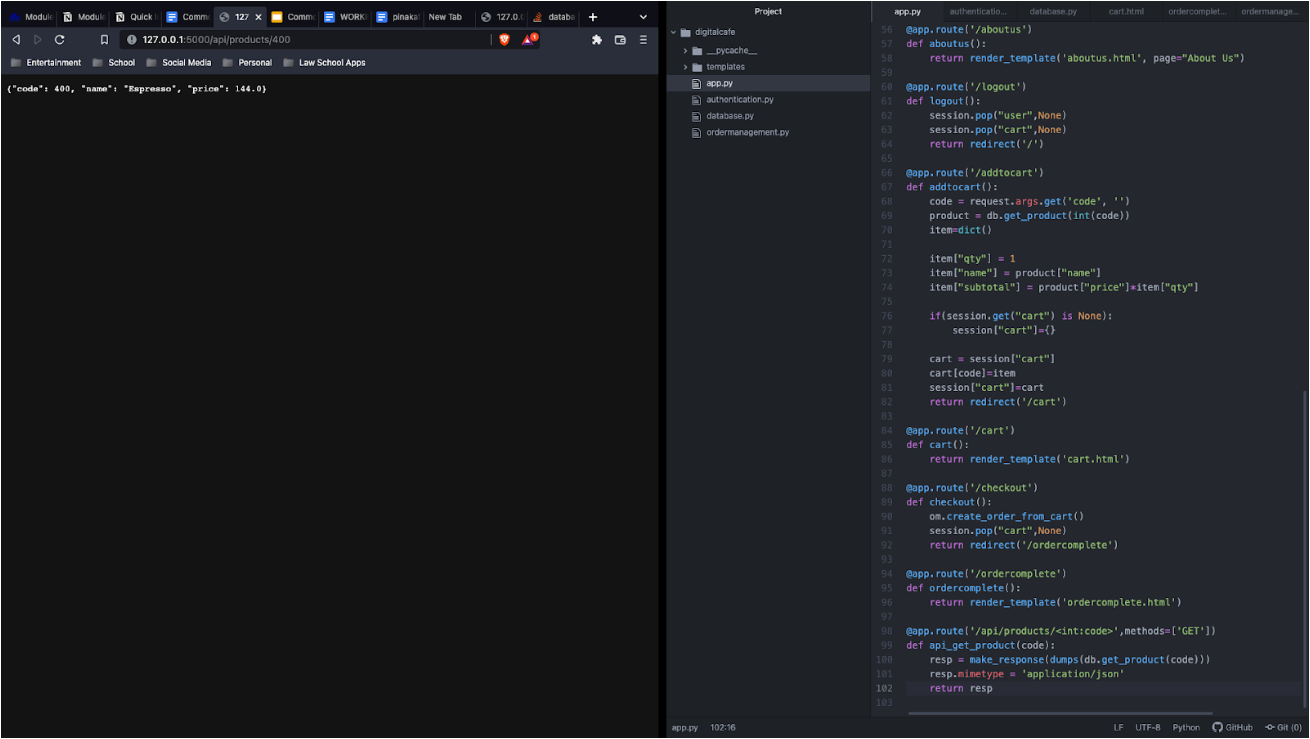 Module
Module
Quick I
Comme
127
Comme
WORK
pinaka
New Tab
127.0.
databa
127.0.0.1:5000/api/products/400
1
Entertainment
School
Social Media
Personal
Law School Apps
{"code": 400, "name": "Espresso", "price": 144.0}
Project
digitalcafe
__pycache__
templates
app.py
authentication.py
database.py
ordermanagement.py
app.py
authenticatio...
database.py
cart.html
ordercomplet...
ordermanage...
56 @app.route('/aboutus')
57 def aboutus():
58     return render_template('aboutus.html', page="About Us")
59
60 @app.route('/logout')
61 def logout():
62     session.pop("user",None)
63     session.pop("cart",None)
64     return redirect('/')
65
66 @app.route('/addtocart')
67 def addtocart():
68     code = request.args.get('code', '')
69     product = db.get_product(int(code))
70     item=dict()
71
72     item["qty"] = 1
73     item["name"] = product["name"]
74     item["subtotal"] = product["price"]*item["qty"]
75
76     if(session.get("cart") is None):
77         session["cart"]={}
78
79     cart = session["cart"]
80     cart[code]=item
81     session["cart"]=cart
82     return redirect('/cart')
83
84 @app.route('/cart')
85 def cart():
86     return render_template('cart.html')
87
88 @app.route('/checkout')
89 def checkout():
90     om.create_order_from_cart()
91     session.pop("cart",None)
92     return redirect('/ordercomplete')
93
94 @app.route('/ordercomplete')
95 def ordercomplete():
96     return render_template('ordercomplete.html')
97
98 @app.route('/api/products/<int:code>',methods=['GET'])
99 def api_get_product(code):
100     resp = make_response(dumps(db.get_product(code)))
101     resp.mimetype = 'application/json'
102     return resp
103
app.py 102:16
LF UTF-8 Python GitHub Git (0)